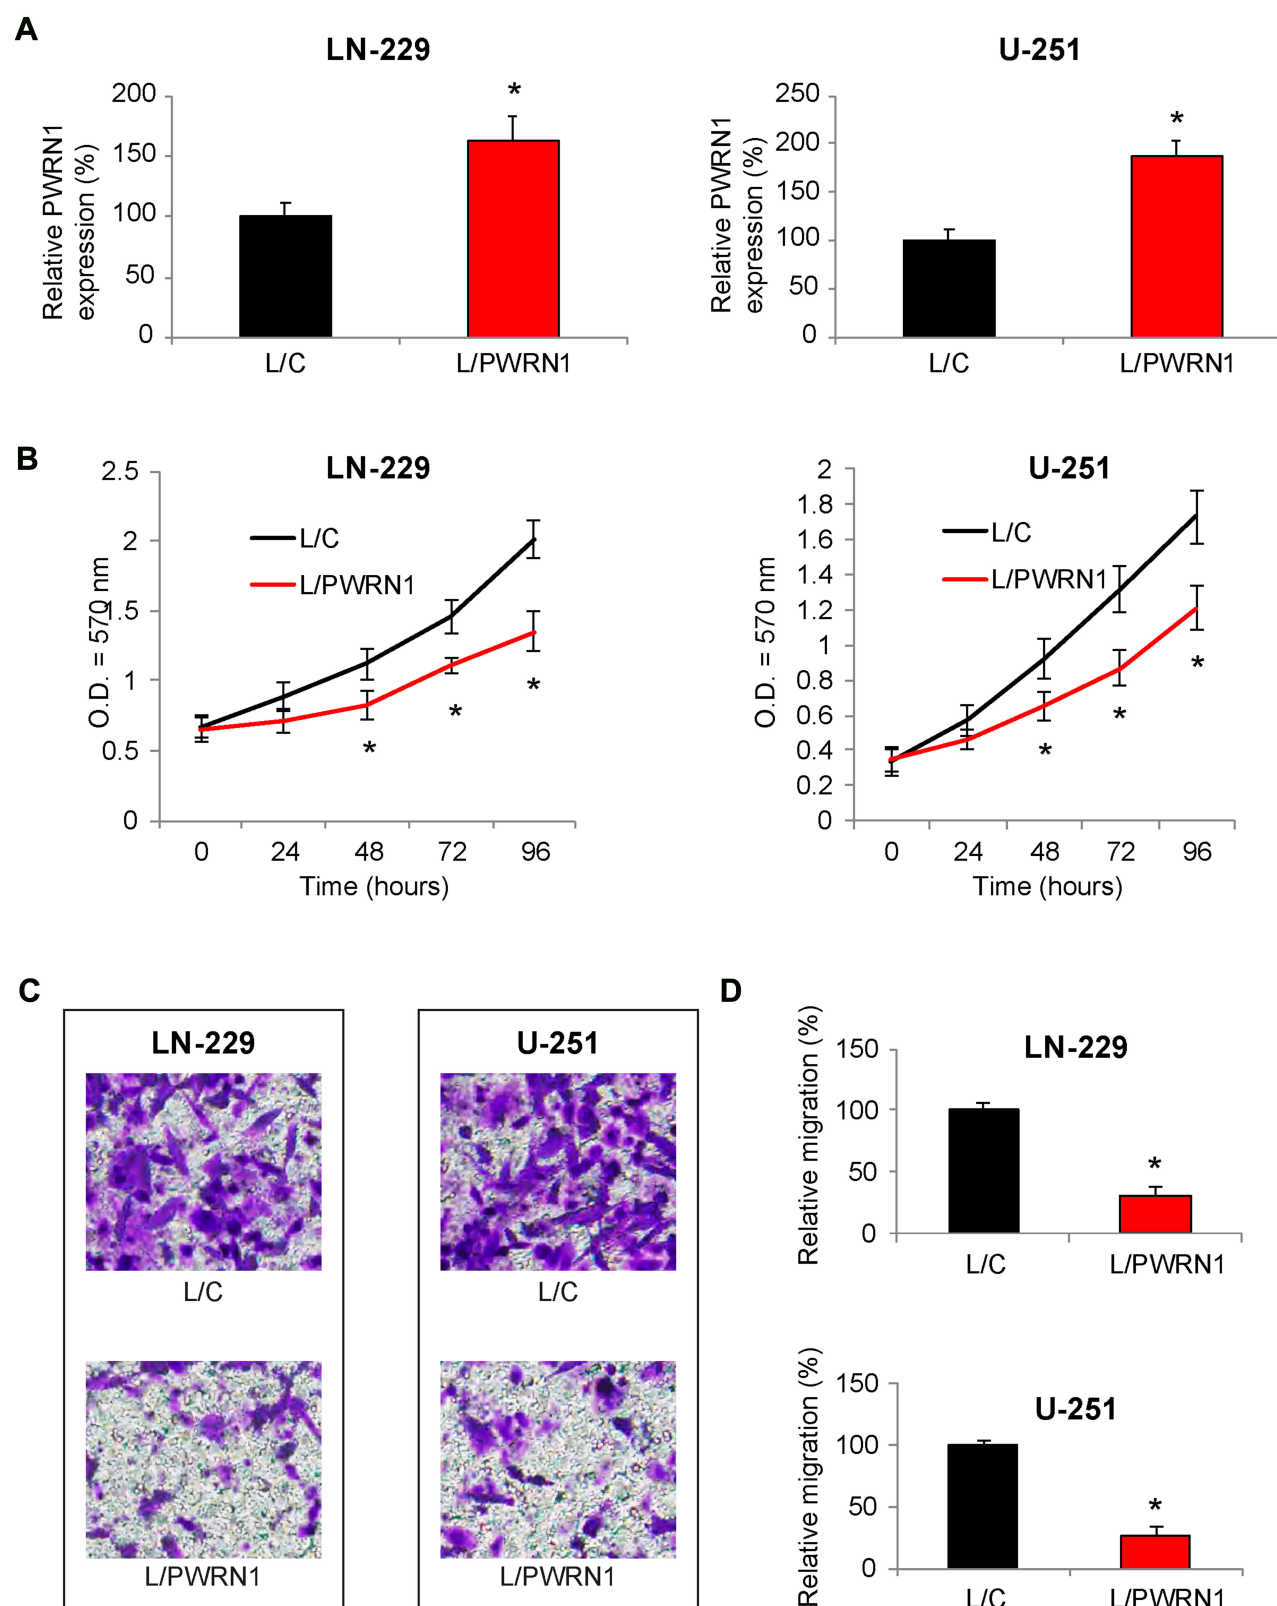 A
LN-229
U-251
Relative PWRN1
expression (%)
200
150
100
50
0
*
L/C
L/PWRN1
Relative PWRN1
expression (%)
250
200
150
100
50
0
*
L/C
L/PWRN1
B
LN-229
O.D. = 570 nm
2.5
2
1.5
1
0.5
0
L/C
L/PWRN1
*
*
*
0 24 48 72 96
Time (hours)
U-251
O.D. = 570 nm
2
1.8
1.6
1.4
1.2
1
0.8
0.6
0.4
0.2
0
L/C
L/PWRN1
*
*
*
0 24 48 72 96
Time (hours)
C
LN-229
L/C
L/PWRN1
U-251
L/C
L/PWRN1
D
LN-229
Relative migration (%)
150
100
50
0
*
L/C
L/PWRN1
U-251
Relative migration (%)
150
100
50
0
*
L/C
L/PWRN1